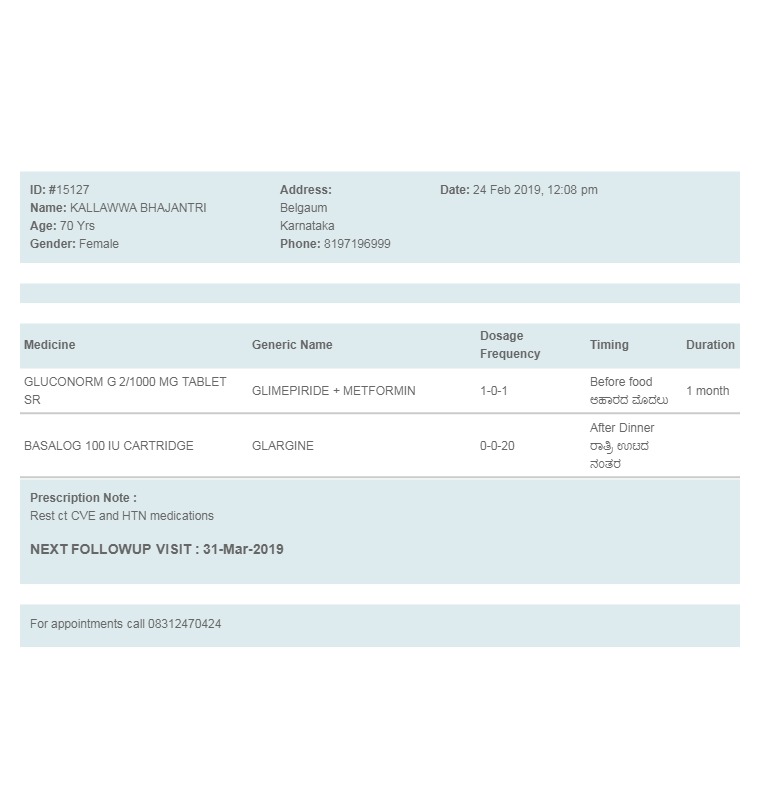 ID: #15127
Name: KALLAWWA BHAJANTRI
Age: 70 Yrs
Gender: Female
Address:
Belgaum
Karnataka
Phone: 8197196999
Date: 24 Feb 2019, 12:08 pm
Medicine Generic Name Dosage Frequency Timing Duration
GLUCONORM G 2/1000 MG TABLET SR GLIMEPIRIDE + METFORMIN 1-0-1 Before food ಆಹಾರದ ಮೊದಲು 1 month
BASALOG 100 IU CARTRIDGE GLARGINE 0-0-20 After Dinner ರಾತ್ರಿ ಊಟದ ನಂತರ
Prescription Note :
Rest ct CVE and HTN medications
NEXT FOLLOWUP VISIT : 31-Mar-2019
For appointments call 08312470424